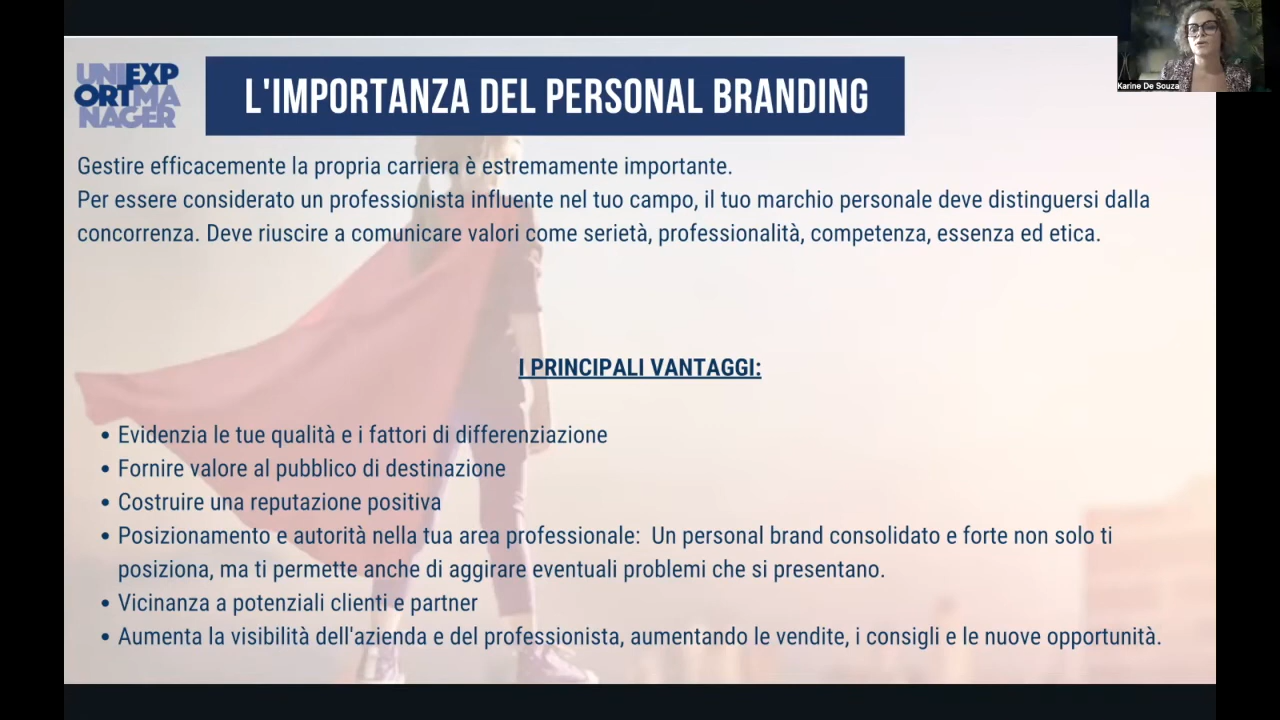 UNIEXP
ORTMA
NAGER
L'IMPORTANZA DEL PERSONAL BRANDING
Karine De Souza
Gestire efficacemente la propria carriera è estremamente importante.
Per essere considerato un professionista influente nel tuo campo, il tuo marchio personale deve distinguersi dalla
concorrenza. Deve riuscire a comunicare valori come serietà, professionalità, competenza, essenza ed etica.
I PRINCIPALI VANTAGGI:
• Evidenzia le tue qualità e i fattori di differenziazione
• Fornire valore al pubblico di destinazione
• Costruire una reputazione positiva
• Posizionamento e autorità nella tua area professionale: Un personal brand consolidato e forte non solo ti
posiziona, ma ti permette anche di aggirare eventuali problemi che si presentano.
• Vicinanza a potenziali clienti e partner
• Aumenta la visibilità dell'azienda e del professionista, aumentando le vendite, i consigli e le nuove opportunità.